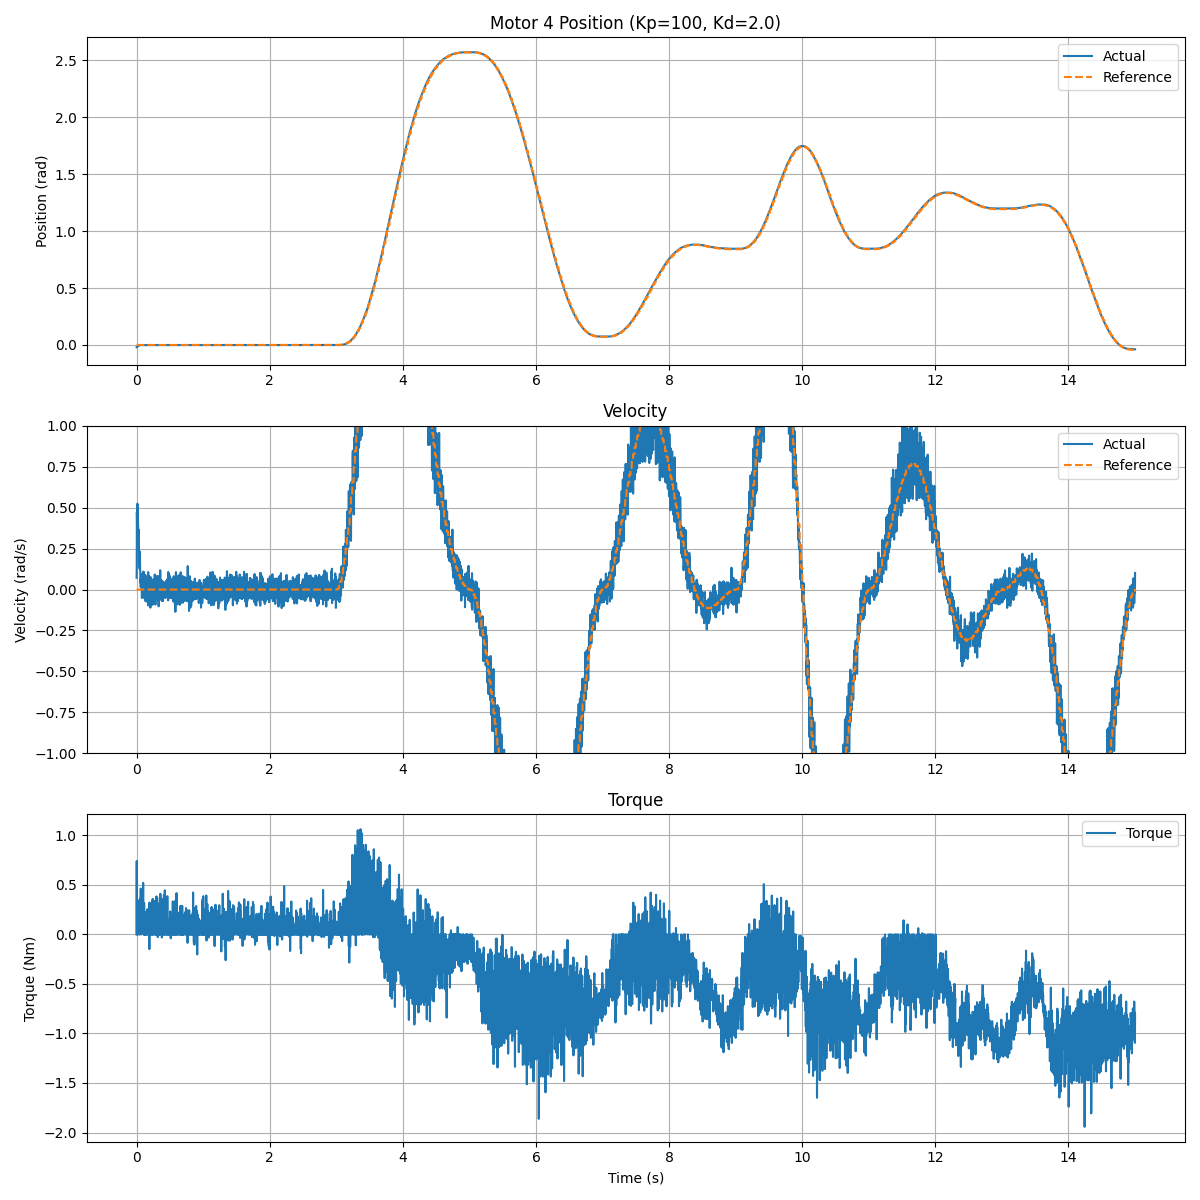 Motor 4 Position (Kp=100, Kd=2.0)
Position (rad)
2.5
2.0
1.5
1.0
0.5
0.0
Actual
Reference
0 2 4 6 8 10 12 14
Velocity
Velocity (rad/s)
1.00
0.75
0.50
0.25
0.00
−0.25
−0.50
−0.75
−1.00
Actual
Reference
0 2 4 6 8 10 12 14
Torque
Torque (Nm)
1.0
0.5
0.0
−0.5
−1.0
−1.5
−2.0
Torque
0 2 4 6 8 10 12 14
Time (s)